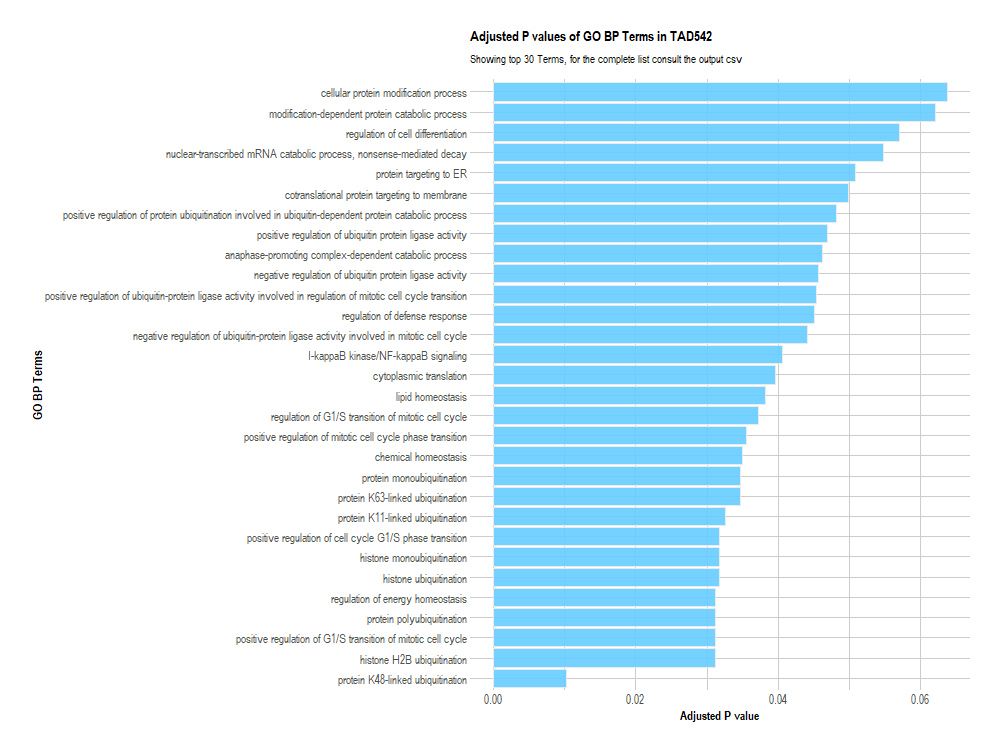 Adjusted P values of GO BP Terms in TAD542
Showing top 30 Terms, for the complete list consult the output csv
cellular protein modification process
modification-dependent protein catabolic process
regulation of cell differentiation
nuclear-transcribed mRNA catabolic process, nonsense-mediated decay
protein targeting to ER
cotranslational protein targeting to membrane
positive regulation of protein ubiquitination involved in ubiquitin-dependent protein catabolic process
positive regulation of ubiquitin protein ligase activity
anaphase-promoting complex-dependent catabolic process
negative regulation of ubiquitin protein ligase activity
positive regulation of ubiquitin-protein ligase activity involved in regulation of mitotic cell cycle transition
regulation of defense response
negative regulation of ubiquitin-protein ligase activity involved in mitotic cell cycle
I-kappaB kinase/NF-kappaB signaling
cytoplasmic translation
lipid homeostasis
regulation of G1/S transition of mitotic cell cycle
positive regulation of mitotic cell cycle phase transition
chemical homeostasis
protein monoubiquitination
protein K63-linked ubiquitination
protein K11-linked ubiquitination
positive regulation of cell cycle G1/S phase transition
histone monoubiquitination
histone ubiquitination
regulation of energy homeostasis
protein polyubiquitination
positive regulation of G1/S transition of mitotic cell cycle
histone H2B ubiquitination
protein K48-linked ubiquitination
GO BP Terms
0.00 0.02 0.04 0.06
Adjusted P value